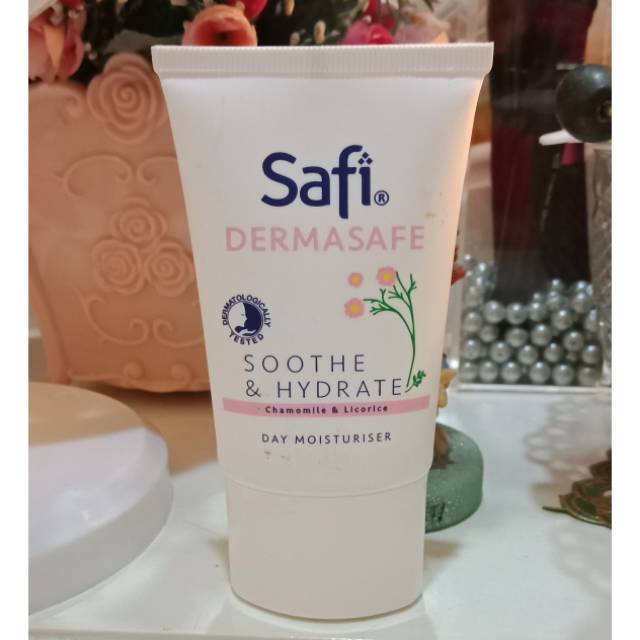 Safi®
DERMASAFE
DERMATOLOGICALLY
TESTED
SOOTHE
& HYDRATE
Chamomile & Licorice
DAY MOISTURISER